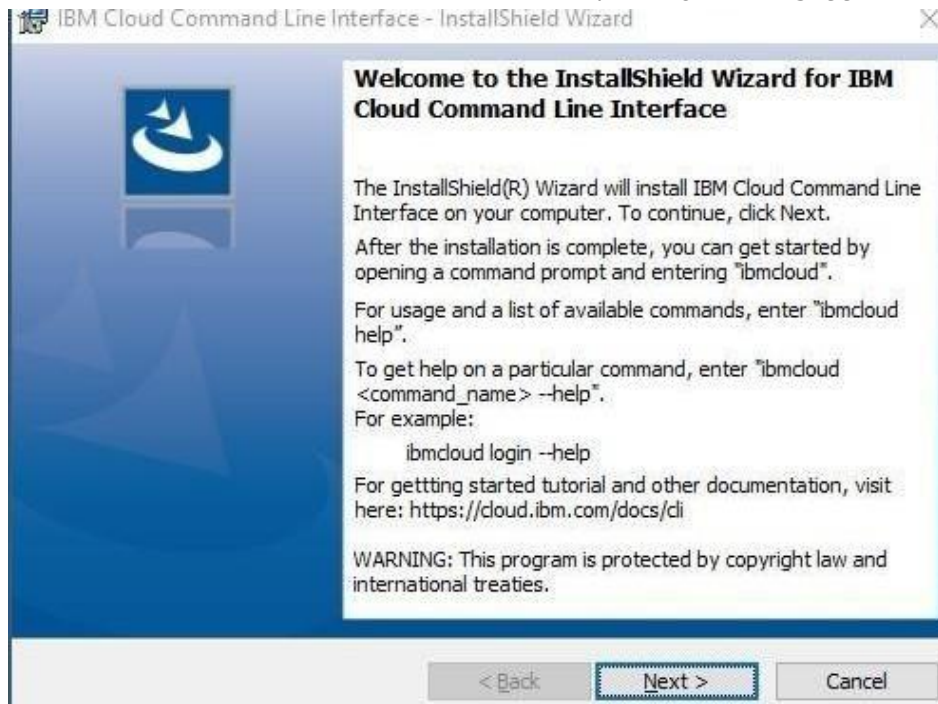 IBM Cloud Command Line Interface - InstallShield Wizard
Welcome to the InstallShield Wizard for IBM
Cloud Command Line Interface
The InstallShield(R) Wizard will install IBM Cloud Command Line
Interface on your computer. To continue, click Next.
After the installation is complete, you can get started by
opening a command prompt and entering "ibmcloud".
For usage and a list of available commands, enter "ibmcloud
help".
To get help on a particular command, enter "ibmcloud
<command_name> --help".
For example:
ibmcloud login --help
For gettting started tutorial and other documentation, visit
here: https://cloud.ibm.com/docs/cli
WARNING: This program is protected by copyright law and
international treaties.
< Back
Next >
Cancel